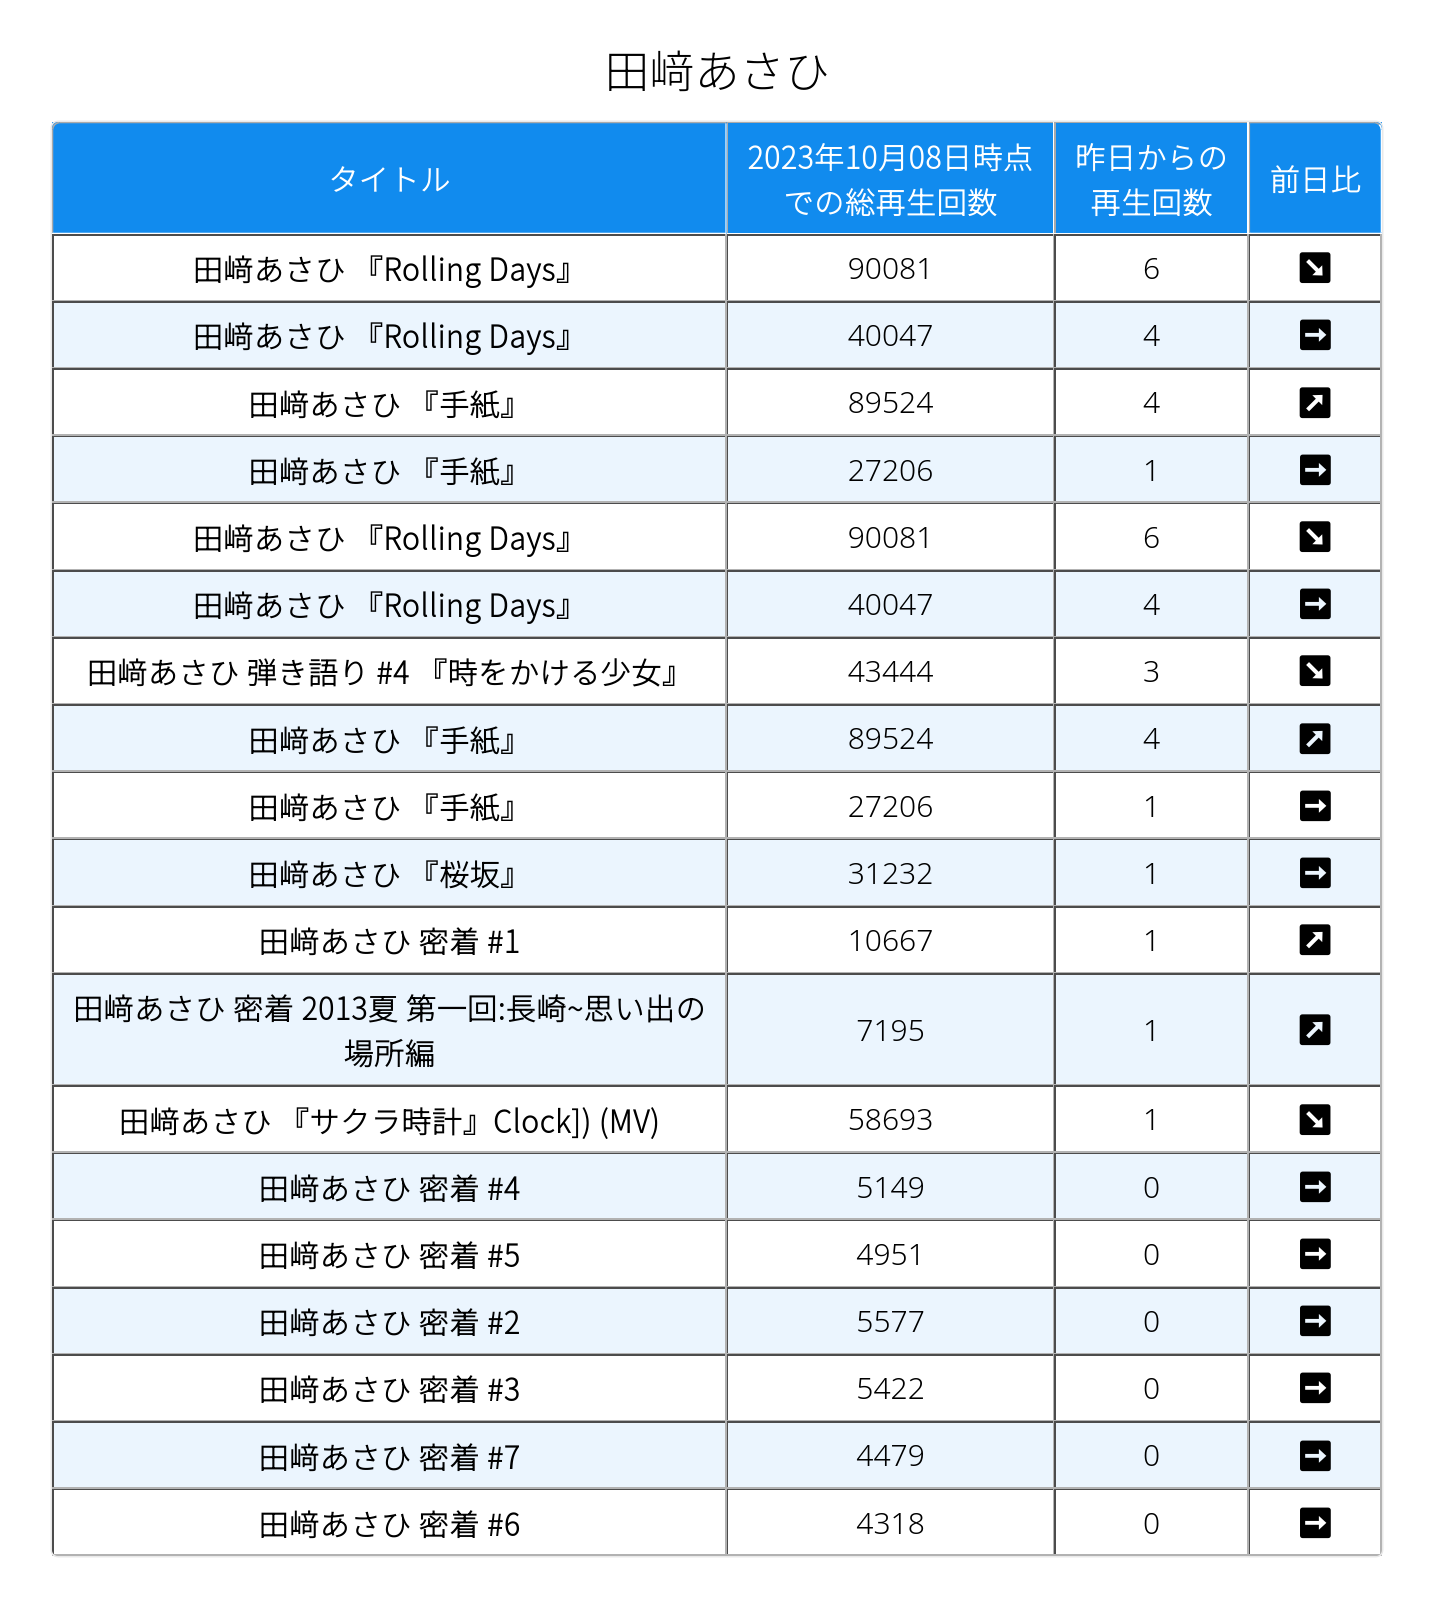 田﨑あさひ
タイトル 2023年10月08日時点での総再生回数 昨日からの再生回数 前日比
田﨑あさひ 『Rolling Days』 90081 6 ↘
田﨑あさひ 『Rolling Days』 40047 4 →
田﨑あさひ 『手紙』 89524 4 ↗
田﨑あさひ 『手紙』 27206 1 →
田﨑あさひ 『Rolling Days』 90081 6 ↘
田﨑あさひ 『Rolling Days』 40047 4 →
田﨑あさひ 弾き語り #4 『時をかける少女』 43444 3 ↘
田﨑あさひ 『手紙』 89524 4 ↗
田﨑あさひ 『手紙』 27206 1 →
田﨑あさひ 『桜坂』 31232 1 →
田﨑あさひ 密着 #1 10667 1 ↗
田﨑あさひ 密着 2013夏 第一回:長崎~思い出の場所編 7195 1 ↗
田﨑あさひ 『サクラ時計』Clock]) (MV) 58693 1 ↘
田﨑あさひ 密着 #4 5149 0 →
田﨑あさひ 密着 #5 4951 0 →
田﨑あさひ 密着 #2 5577 0 →
田﨑あさひ 密着 #3 5422 0 →
田﨑あさひ 密着 #7 4479 0 →
田﨑あさひ 密着 #6 4318 0 →